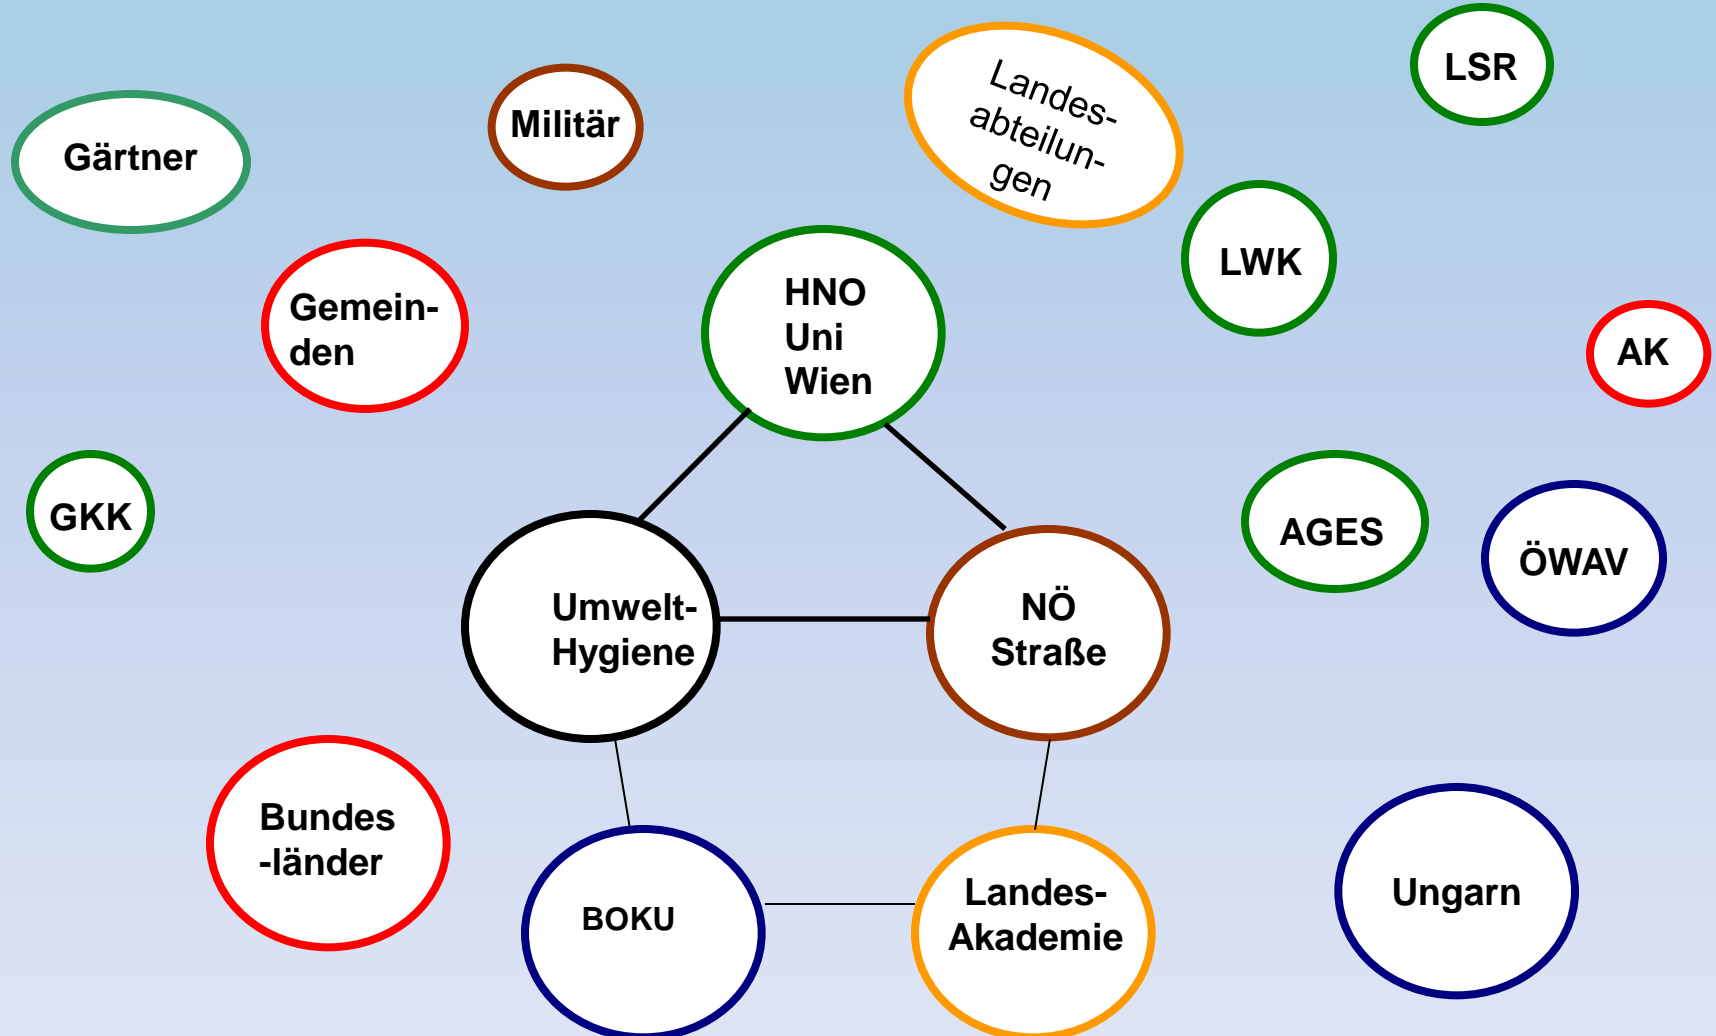 LSR
Landes-
abteilun-
gen
Militär
Gärtner
LWK
HNO
Uni
Wien
Gemein-
den
AK
GKK
AGES
ÖWAV
Umwelt-
Hygiene
NÖ
Straße
Bundes
-länder
BOKU
Landes-
Akademie
Ungarn